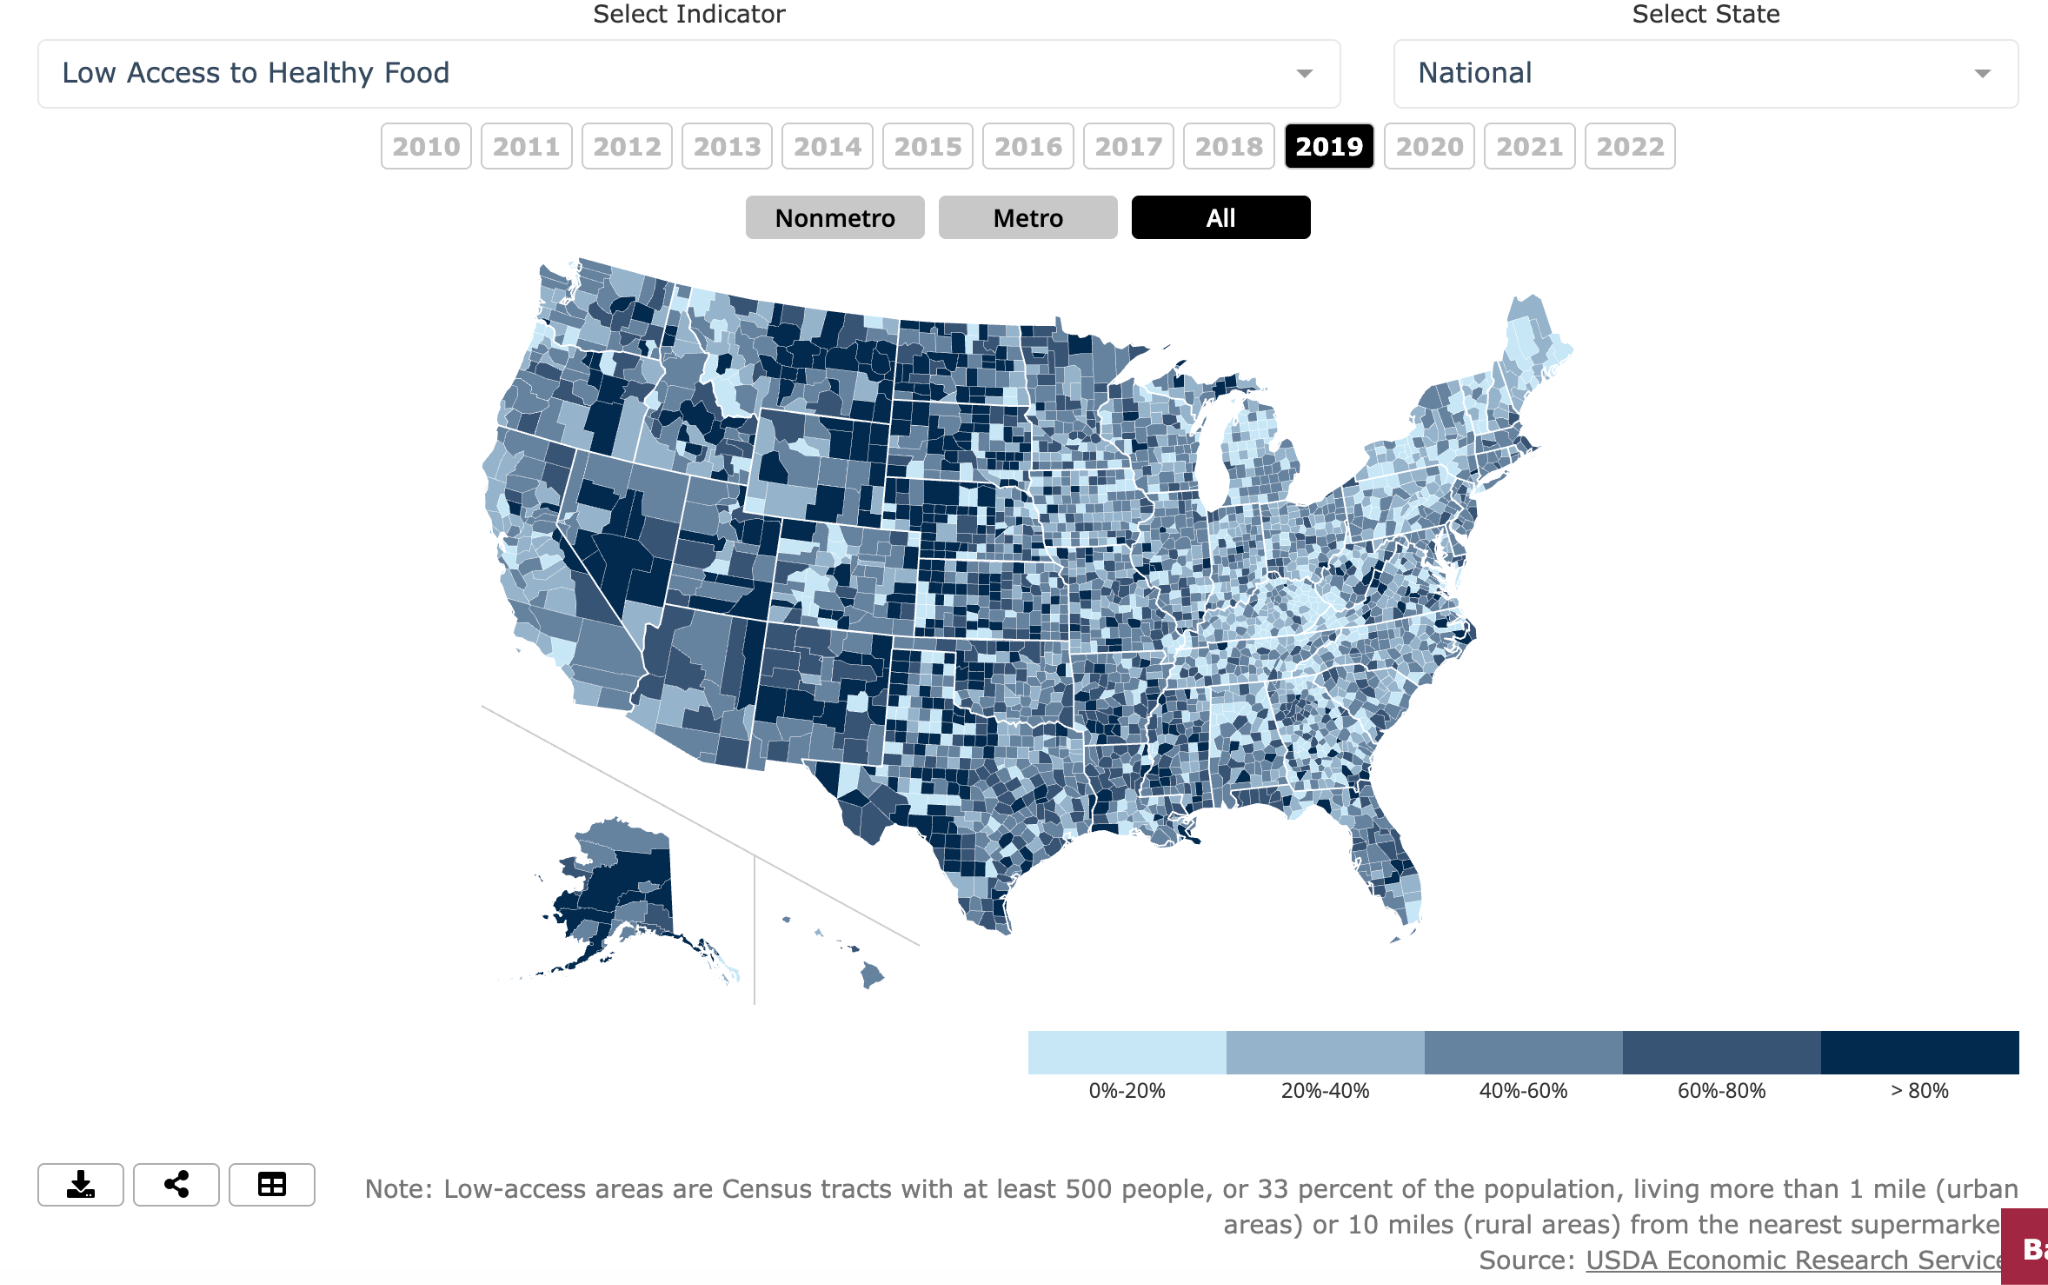 Select Indicator
Select State
Low Access to Healthy Food
National
2010 2011 2012 2013 2014 2015 2016 2017 2018 2019 2020 2021 2022
Nonmetro Metro All
0%-20% 20%-40% 40%-60% 60%-80% > 80%
Note: Low-access areas are Census tracts with at least 500 people, or 33 percent of the population, living more than 1 mile (urban
areas) or 10 miles (rural areas) from the nearest supermarke
Source: USDA Economic Research Service
Ba